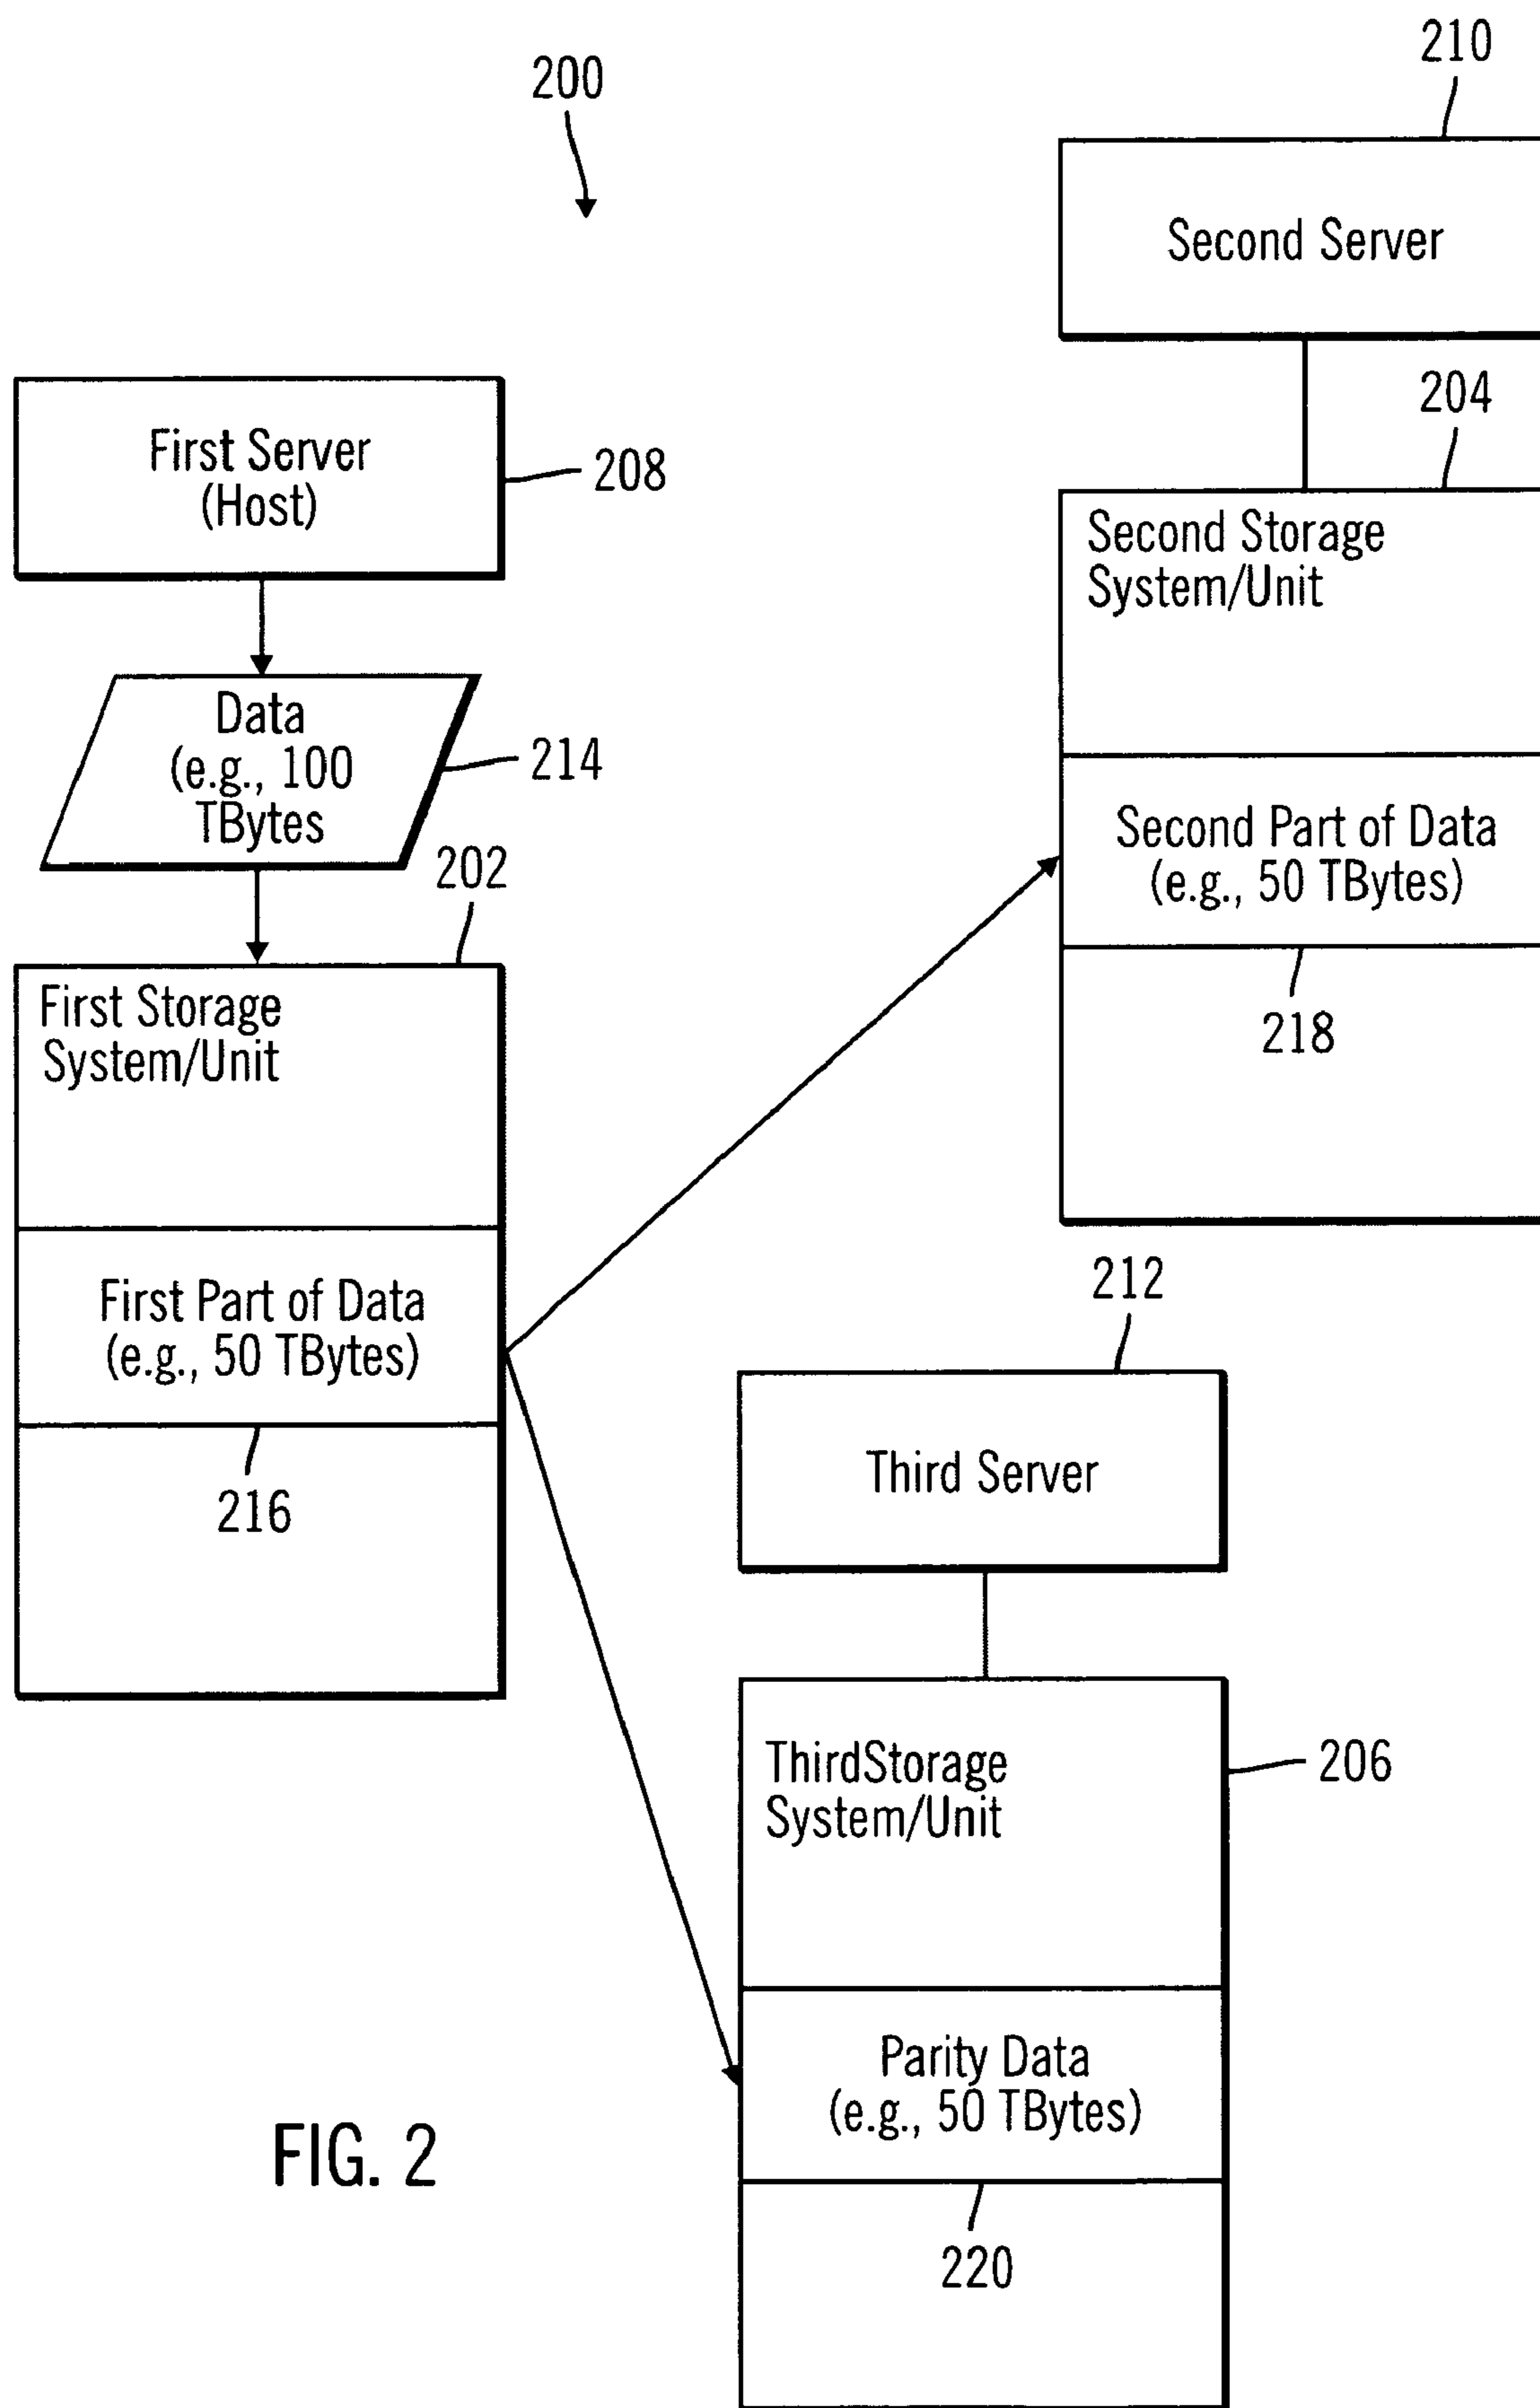 200
210
Second Server
204
First Server
(Host)
208
Second Storage
System/Unit
Data
(e.g., 100
TBytes
214
Second Part of Data
(e.g., 50 TBytes)
202
First Storage
System/Unit
218
First Part of Data
(e.g., 50 TBytes)
212
Third Server
216
ThirdStorage
System/Unit
206
Parity Data
(e.g., 50 TBytes)
220
FIG. 2